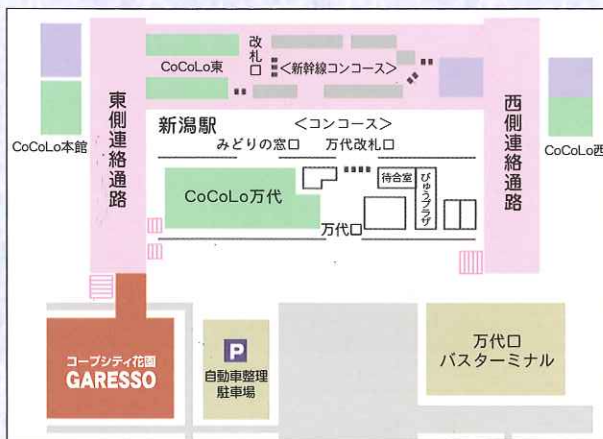 改札口
CoCoLo東
<新幹線コンコース>
東側連絡通路
西側連絡通路
CoCoLo本館
CoCoLo西
新潟駅
<コンコース>
みどりの窓口
万代改札口
CoCoLo万代
待合室
びゅうプラザ
万代口
コープシティ花園
GARESSO
P
自動車整理
駐車場
万代口
バスターミナル